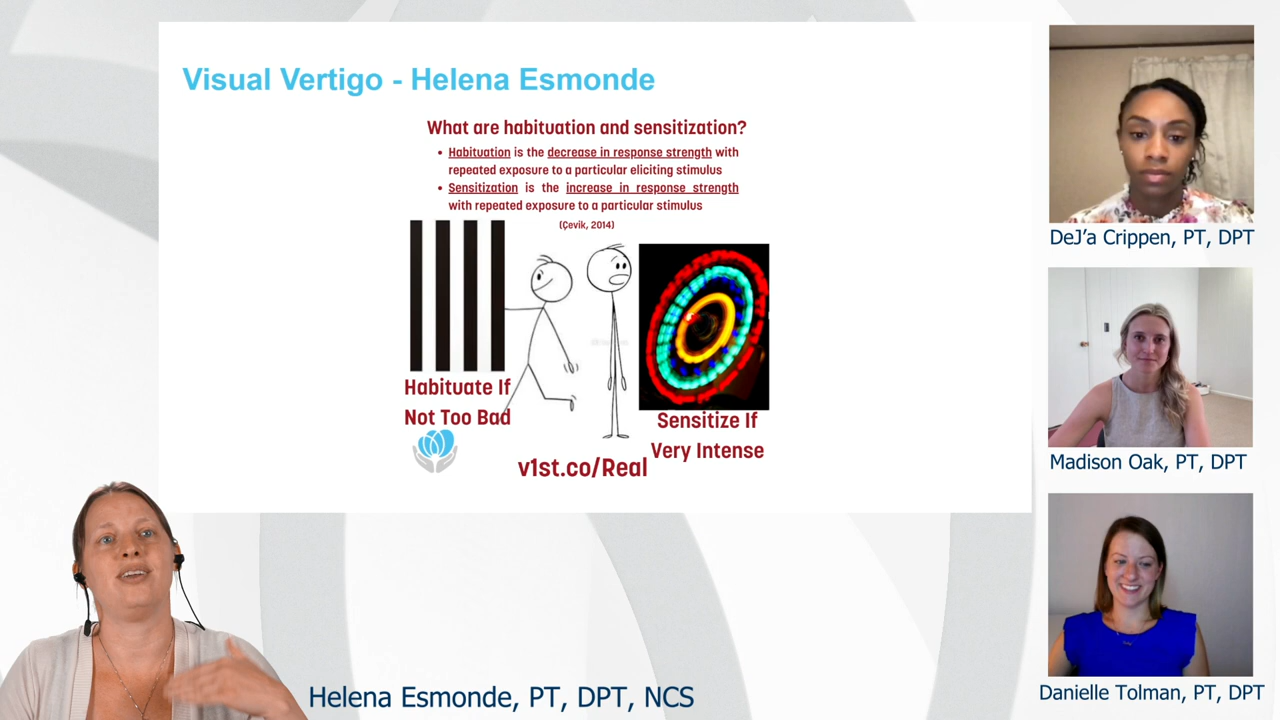 Visual Vertigo - Helena Esmonde
What are habituation and sensitization?
• Habituation is the decrease in response strength with
repeated exposure to a particular eliciting stimulus
• Sensitization is the increase in response strength
with repeated exposure to a particular stimulus
(Çevik, 2014)
Habituate If
Not Too Bad
Sensitize If
Very Intense
v1st.co/Real
DeJ’a Crippen, PT, DPT
Madison Oak, PT, DPT
Danielle Tolman, PT, DPT
Helena Esmonde, PT, DPT, NCS